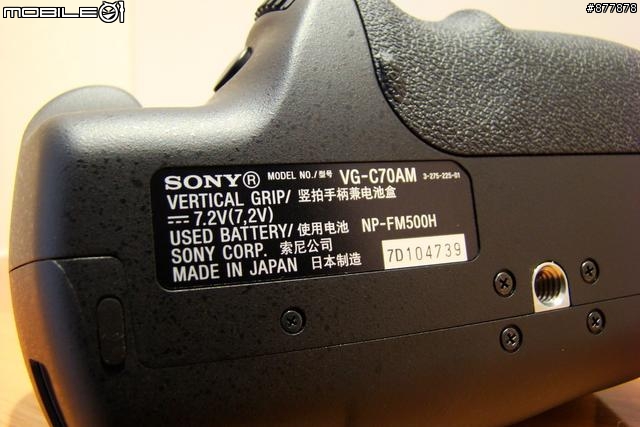 MOBILE01
#877878
SONY® MODEL NO./型号 VG-C70AM 3-275-225-01
VERTICAL GRIP/ 竖拍手柄兼电池盒
7.2V(7,2V)
USED BATTERY/使用电池 NP-FM500H
SONY CORP. 索尼公司
MADE IN JAPAN 日本制造
7D104739